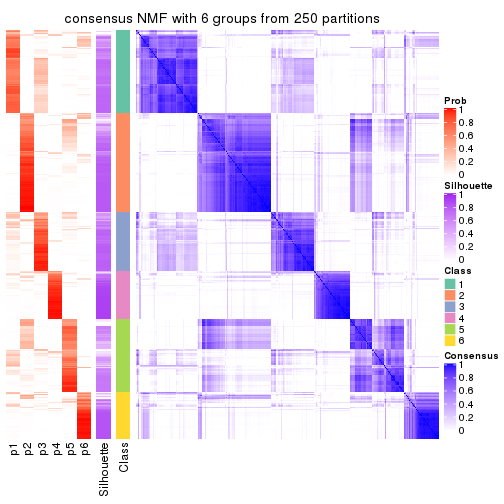 consensus NMF with 6 groups from 250 partitions
Prob
1
0.8
0.6
0.4
0.2
0
Silhouette
1
0.8
0.6
0.4
0.2
0
Class
1
2
3
4
5
6
Consensus
1
0.8
0.6
0.4
0.2
0
p1
p2
p3
p4
p5
p6
Silhouette
Class